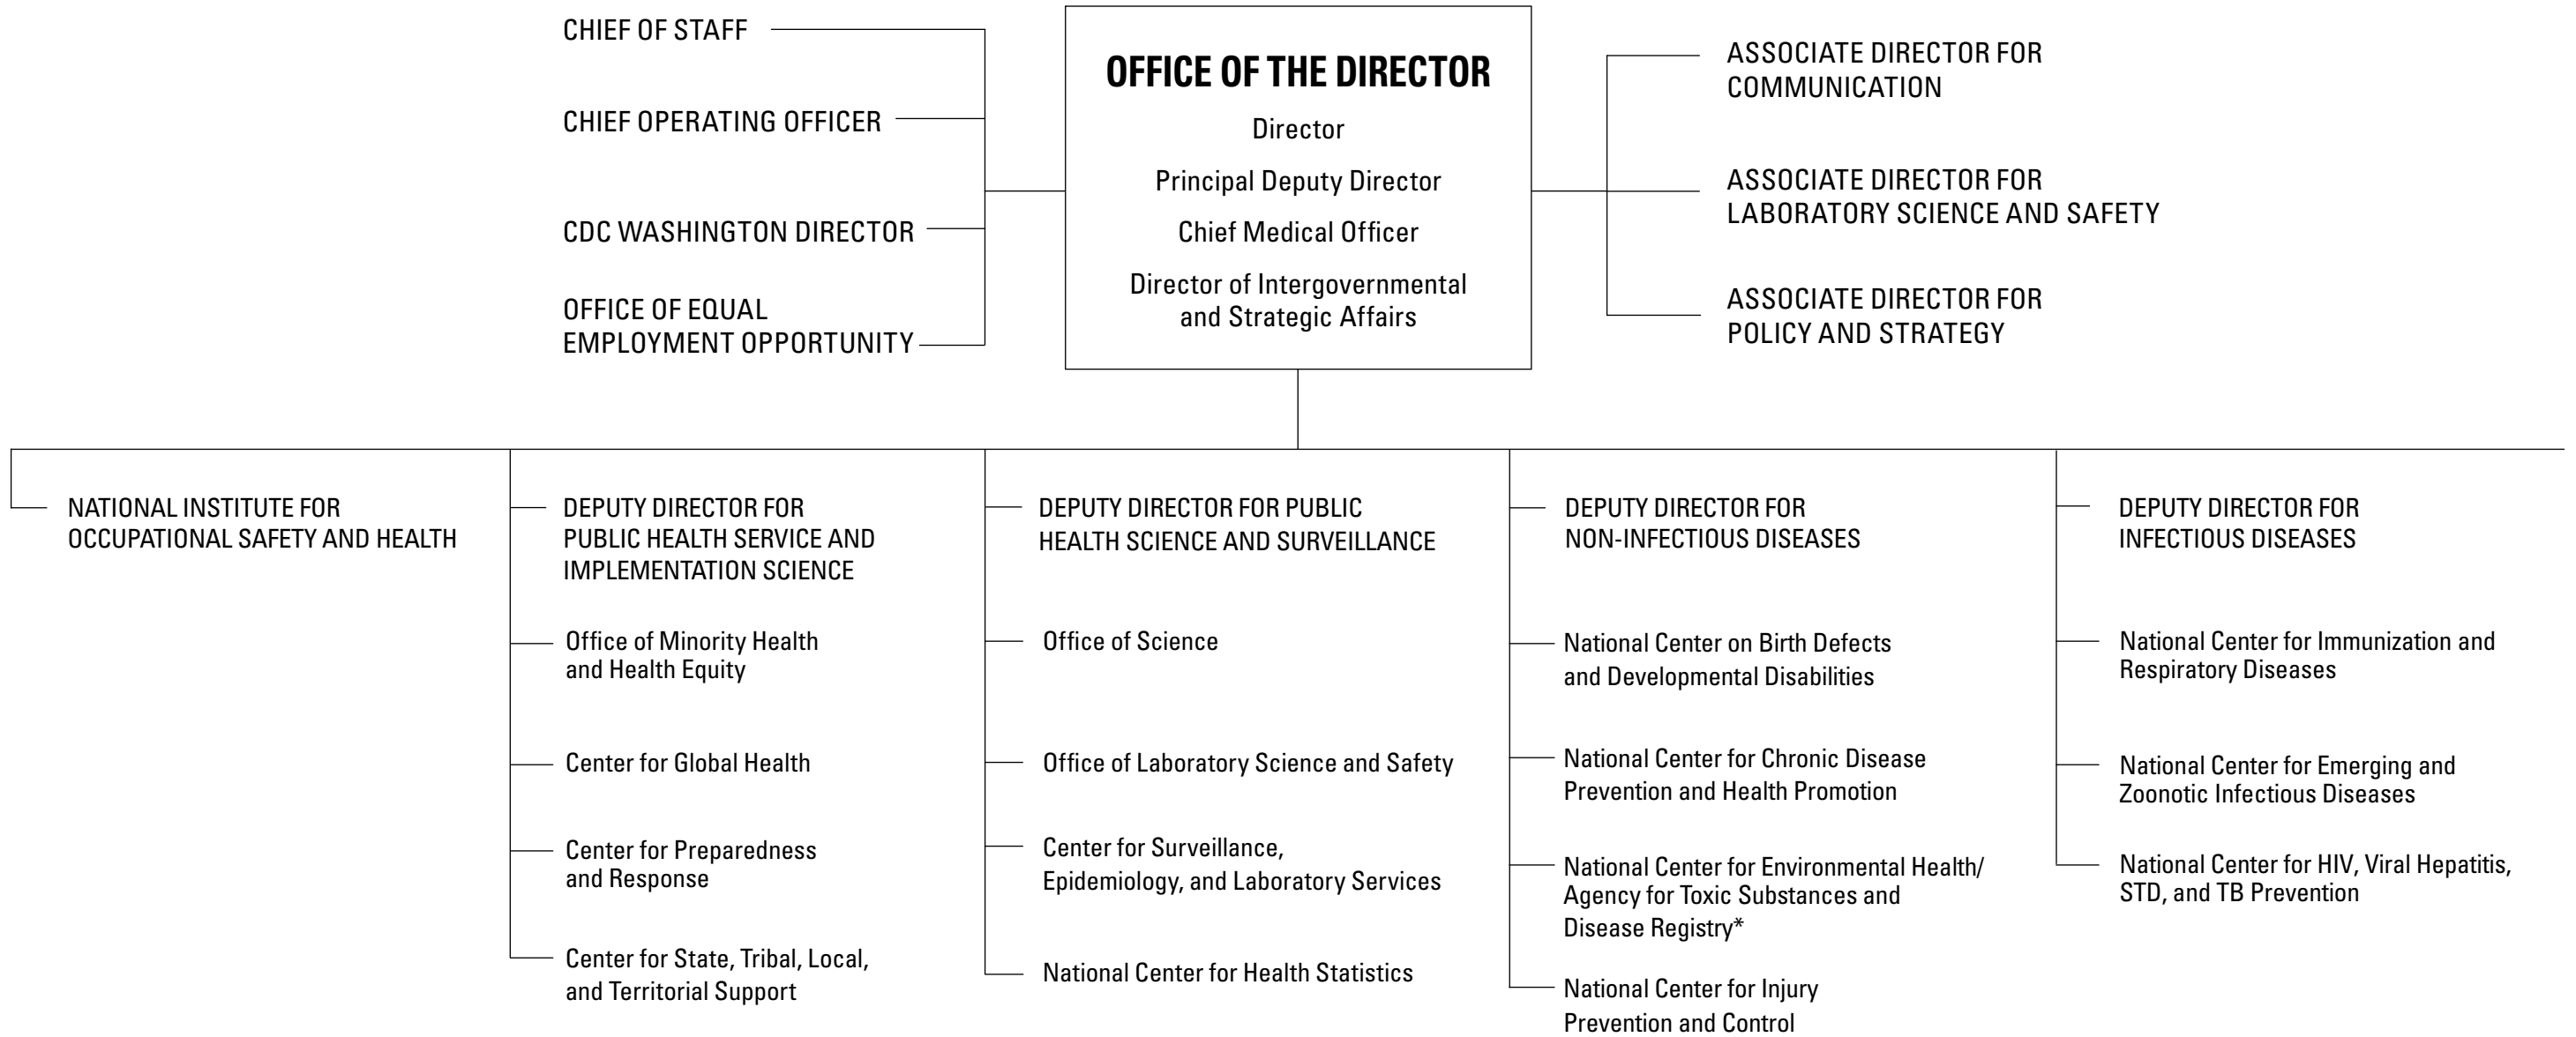 CHIEF OF STAFF
CHIEF OPERATING OFFICER
CDC WASHINGTON DIRECTOR
OFFICE OF EQUAL
EMPLOYMENT OPPORTUNITY
OFFICE OF THE DIRECTOR
Director
Principal Deputy Director
Chief Medical Officer
Director of Intergovernmental
and Strategic Affairs
ASSOCIATE DIRECTOR FOR
COMMUNICATION
ASSOCIATE DIRECTOR FOR
LABORATORY SCIENCE AND SAFETY
ASSOCIATE DIRECTOR FOR
POLICY AND STRATEGY
NATIONAL INSTITUTE FOR
OCCUPATIONAL SAFETY AND HEALTH
DEPUTY DIRECTOR FOR
PUBLIC HEALTH SERVICE AND
IMPLEMENTATION SCIENCE
Office of Minority Health
and Health Equity
Center for Global Health
Center for Preparedness
and Response
Center for State, Tribal, Local,
and Territorial Support
DEPUTY DIRECTOR FOR PUBLIC
HEALTH SCIENCE AND SURVEILLANCE
Office of Science
Office of Laboratory Science and Safety
Center for Surveillance,
Epidemiology, and Laboratory Services
National Center for Health Statistics
DEPUTY DIRECTOR FOR
NON-INFECTIOUS DISEASES
National Center on Birth Defects
and Developmental Disabilities
National Center for Chronic Disease
Prevention and Health Promotion
National Center for Environmental Health/
Agency for Toxic Substances and
Disease Registry*
National Center for Injury
Prevention and Control
DEPUTY DIRECTOR FOR
INFECTIOUS DISEASES
National Center for Immunization and
Respiratory Diseases
National Center for Emerging and
Zoonotic Infectious Diseases
National Center for HIV, Viral Hepatitis,
STD, and TB Prevention